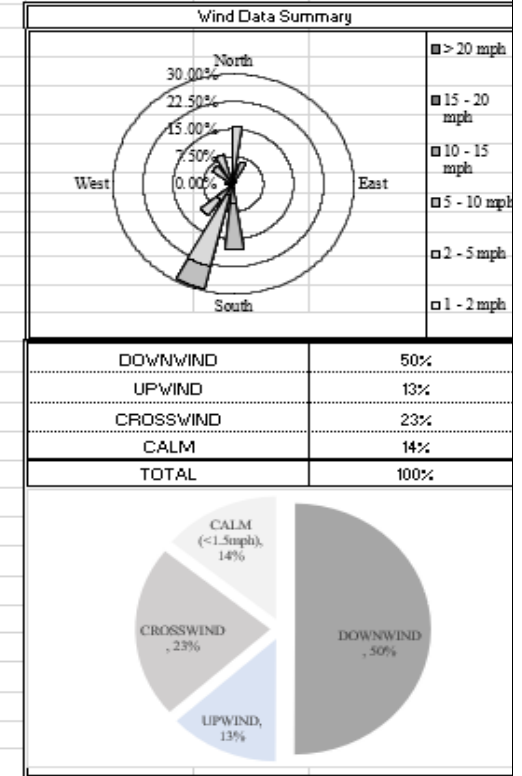 Wind Data Summary
North
30.00%
22.50%
15.00%
7.50%
0.00%
West
East
South
> 20 mph
15 - 20
mph
10 - 15
mph
5 - 10 mph
2 - 5 mph
1 - 2 mph
DOWNWIND 50%
UPWIND 13%
CROSSWIND 23%
CALM 14%
TOTAL 100%
CALM
(<1.5mph),
14%
CROSSWIND
, 23%
DOWNWIND
, 50%
UPWIND,
13%